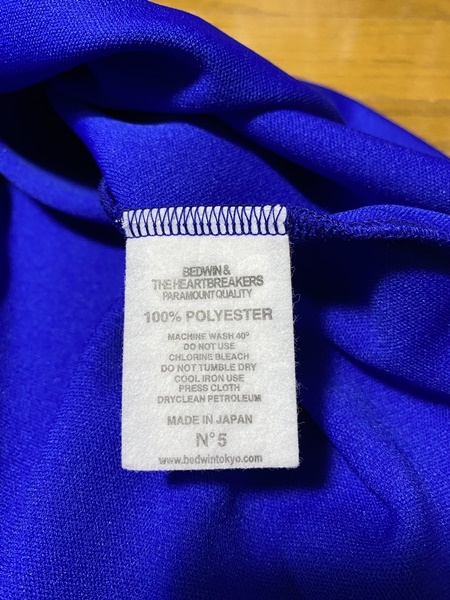 BEDWIN &
THE HEARTBREAKERS
PARAMOUNT QUALITY
100% POLYESTER
MACHINE WASH 40°
DO NOT USE
CHLORINE BLEACH
DO NOT TUMBLE DRY
COOL IRON USE
PRESS CLOTH
DRYCLEAN PETROLEUM
MADE IN JAPAN
N°5
www.bedwintokyo.com